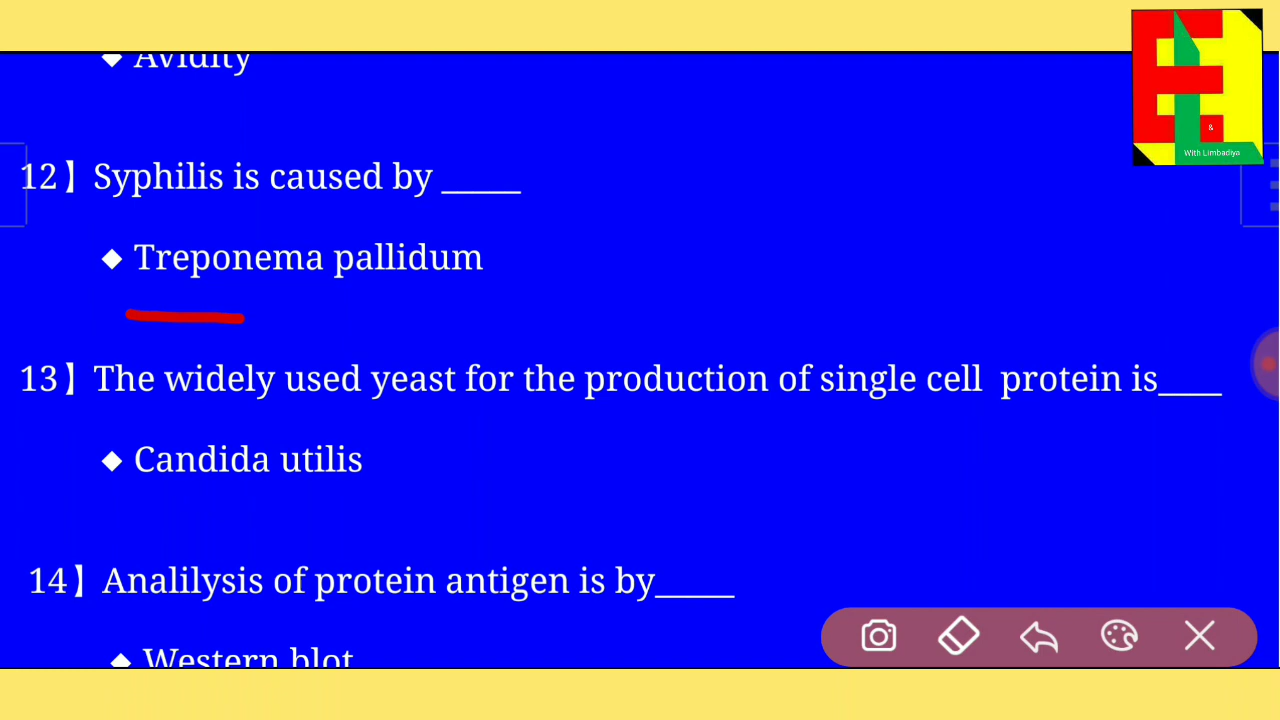 ◆ Avidity
12】Syphilis is caused by _____
◆ Treponema pallidum
13】The widely used yeast for the production of single cell protein is____
◆ Candida utilis
14】Analilysis of protein antigen is by_____
◆ Western blot
&
With Limbadiya